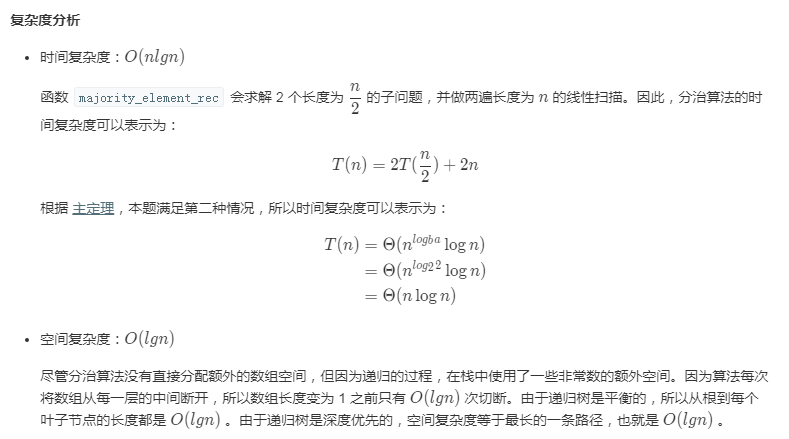 复杂度分析
• 时间复杂度：O(nlgn)
函数 majority_element_rec 会求解 2 个长度为 n/2 的子问题，并做两遍长度为 n 的线性扫描。因此，分治算法的时
间复杂度可以表示为：
T(n) = 2T(n/2) + 2n
根据 主定理，本题满足第二种情况，所以时间复杂度可以表示为：
T(n) = Θ(n^{logba} log n)
= Θ(n^{log22} log n)
= Θ(n log n)
• 空间复杂度：O(lgn)
尽管分治算法没有直接分配额外的数组空间，但因为递归的过程，在栈中使用了一些非常数的额外空间。因为算法每次
将数组从每一层的中间断开，所以数组长度变为 1 之前只有 O(lgn) 次切断。由于递归树是平衡的，所以从根到每个
叶子节点的长度都是 O(lgn) 。由于递归树是深度优先的，空间复杂度等于最长的一条路径，也就是 O(lgn) 。